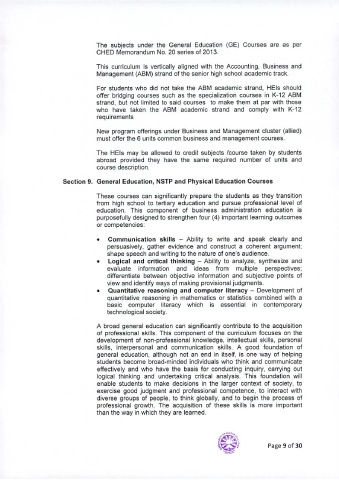 The subjects under the General Education (GE) Courses are as per
CHED Memorandum No. 20 series of 2013.
This curriculum is vertically aligned with the Accounting, Business and
Management (ABM) strand of the senior high school academic track.
For students who did not take the ABM academic strand, HEIs should
offer bridging courses such as the specialization courses in K-12 ABM
strand, but not limited to said courses to make them at par with those
who have taken the ABM academic strand and comply with K-12
requirements
New program offerings under Business and Management cluster (allied)
must offer the 6 units common business and management courses.
The HEIs may be allowed to credit subjects /course taken by students
abroad provided they have the same required number of units and
course description.
Section 9. General Education, NSTP and Physical Education Courses
These courses can significantly prepare the students as they transition
from high school to tertiary education and pursue professional level of
education. This component of business administration education is
purposefully designed to strengthen four (4) important learning outcomes
or competencies:
• Communication skills – Ability to write and speak clearly and
persuasively, gather evidence and construct a coherent argument;
shape speech and writing to the nature of one's audience.
• Logical and critical thinking – Ability to analyze, synthesize and
evaluate information and ideas from multiple perspectives;
differentiate between objective information and subjective points of
view and identify ways of making provisional judgments.
• Quantitative reasoning and computer literacy – Development of
quantitative reasoning in mathematics or statistics combined with a
basic computer literacy which is essential in contemporary
technological society.
A broad general education can significantly contribute to the acquisition
of professional skills. This component of the curriculum focuses on the
development of non-professional knowledge, intellectual skills, personal
skills, interpersonal and communication skills. A good foundation of
general education, although not an end in itself, is one way of helping
students become broad-minded individuals who think and communicate
effectively and who have the basis for conducting inquiry, carrying out
logical thinking and undertaking critical analysis. This foundation will
enable students to make decisions in the larger context of society, to
exercise good judgment and professional competence, to interact with
diverse groups of people, to think globally, and to begin the process of
professional growth. The acquisition of these skills is more important
than the way in which they are learned.
Page 9 of 30